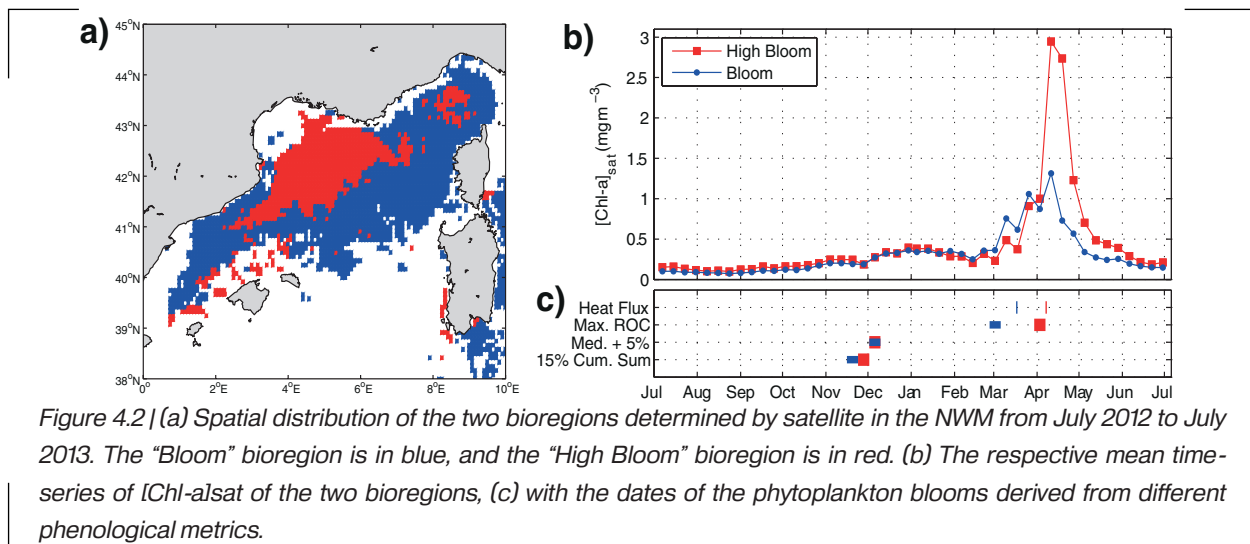 a)
45°N
44°N
43°N
42°N
41°N
40°N
39°N
38°N
0°
2°E
4°E
6°E
8°E
10°E
b)
3
2.5
2
1.5
1
0.5
0
[Chl-a]sat (mgm−3)
High Bloom
Bloom
c)
Heat Flux
Max. ROC
Med. + 5%
15% Cum. Sum
Jul Aug Sep Oct Nov Dec Jan Feb Mar Apr May Jun Jul
Figure 4.2 | (a) Spatial distribution of the two bioregions determined by satellite in the NWM from July 2012 to July
2013. The “Bloom” bioregion is in blue, and the “High Bloom” bioregion is in red. (b) The respective mean time-
series of [Chl-a]sat of the two bioregions, (c) with the dates of the phytoplankton blooms derived from different
phenological metrics.